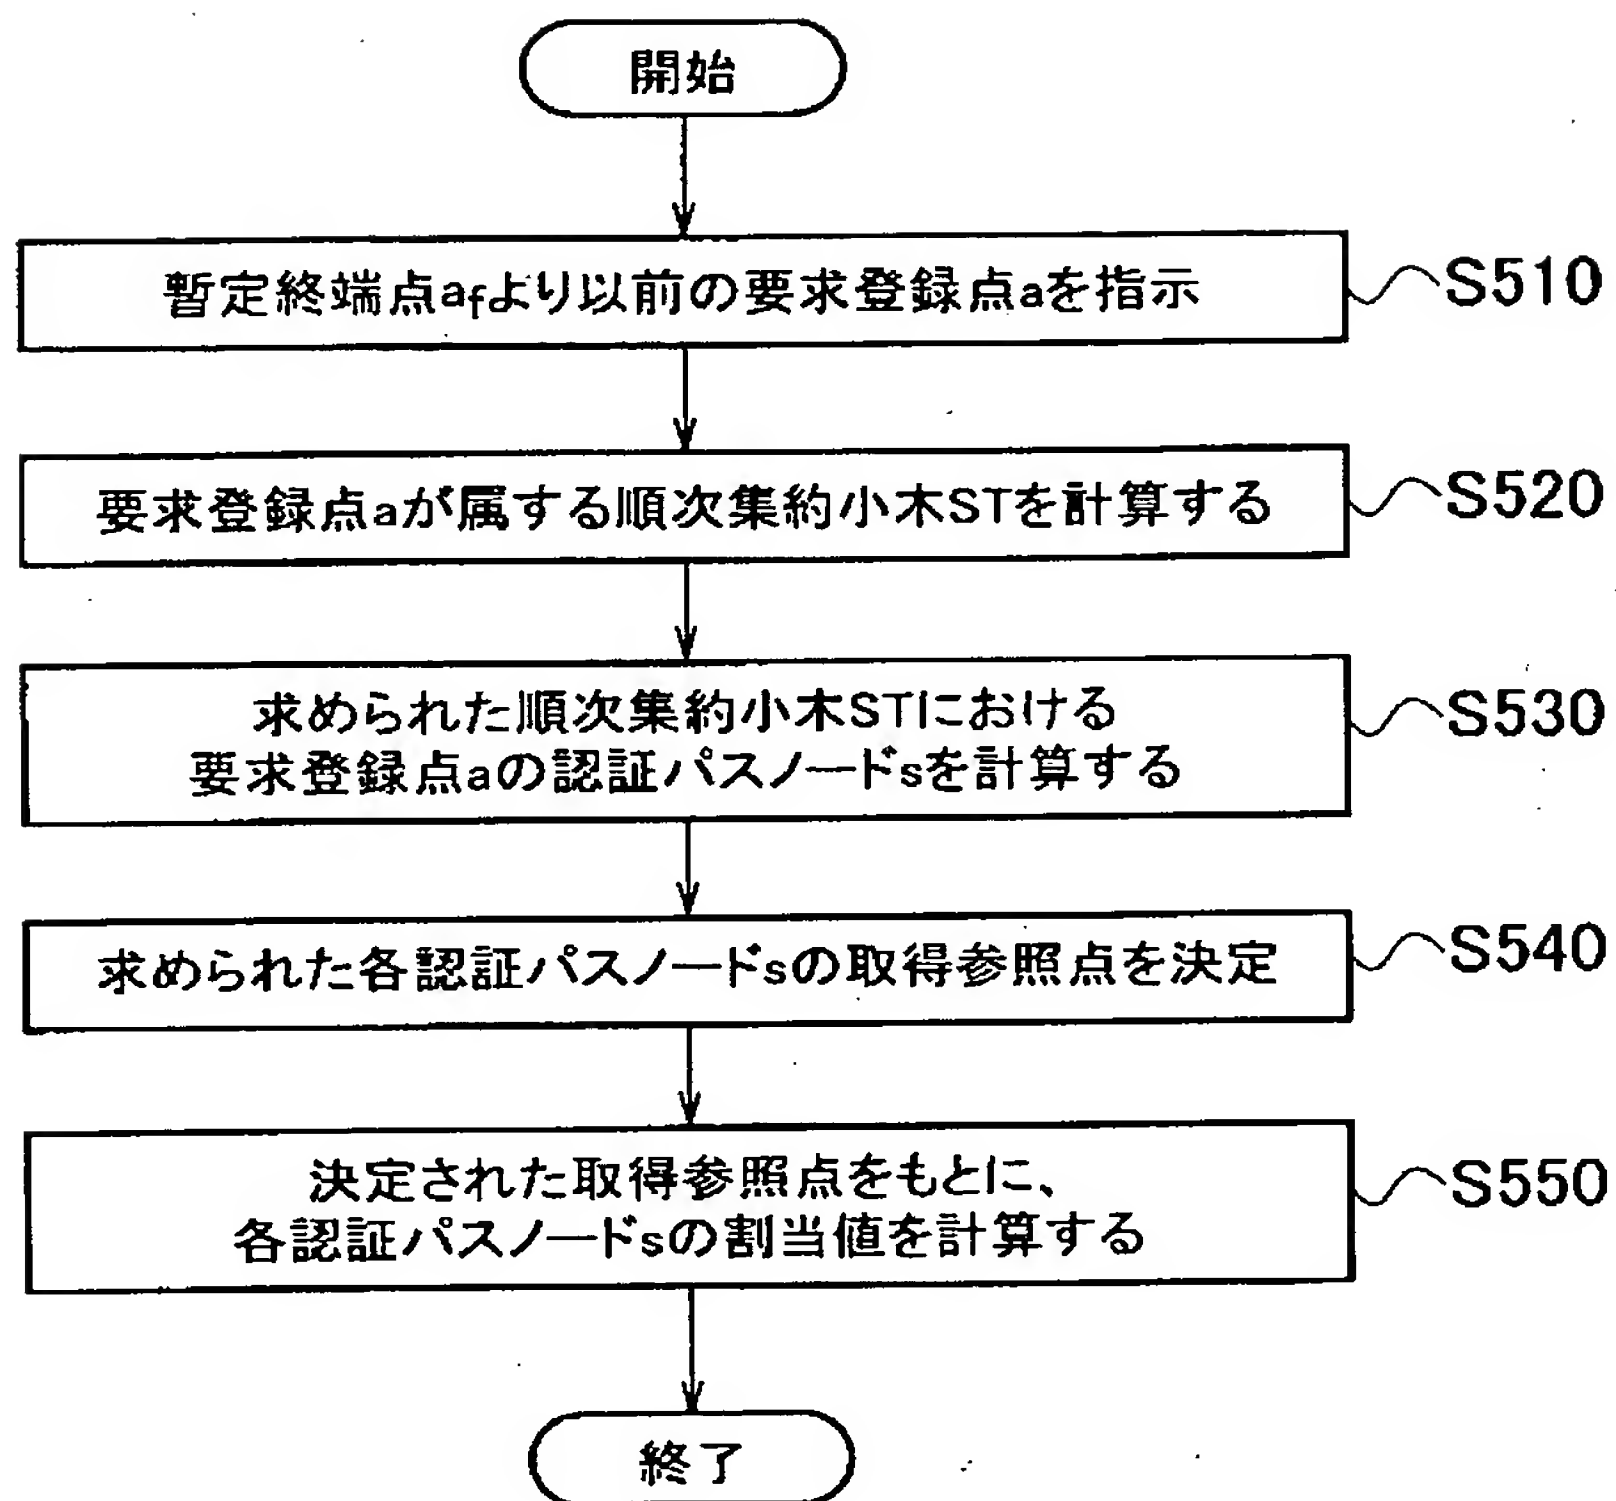 開始
暫定終端点afより以前の要求登録点aを指示
S510
要求登録点aが属する順次集約小木STを計算する
S520
求められた順次集約小木STにおける
要求登録点aの認証パスノードsを計算する
S530
求められた各認証パスノードsの取得参照点を決定
S540
決定された取得参照点をもとに、
各認証パスノードsの割当値を計算する
S550
終了